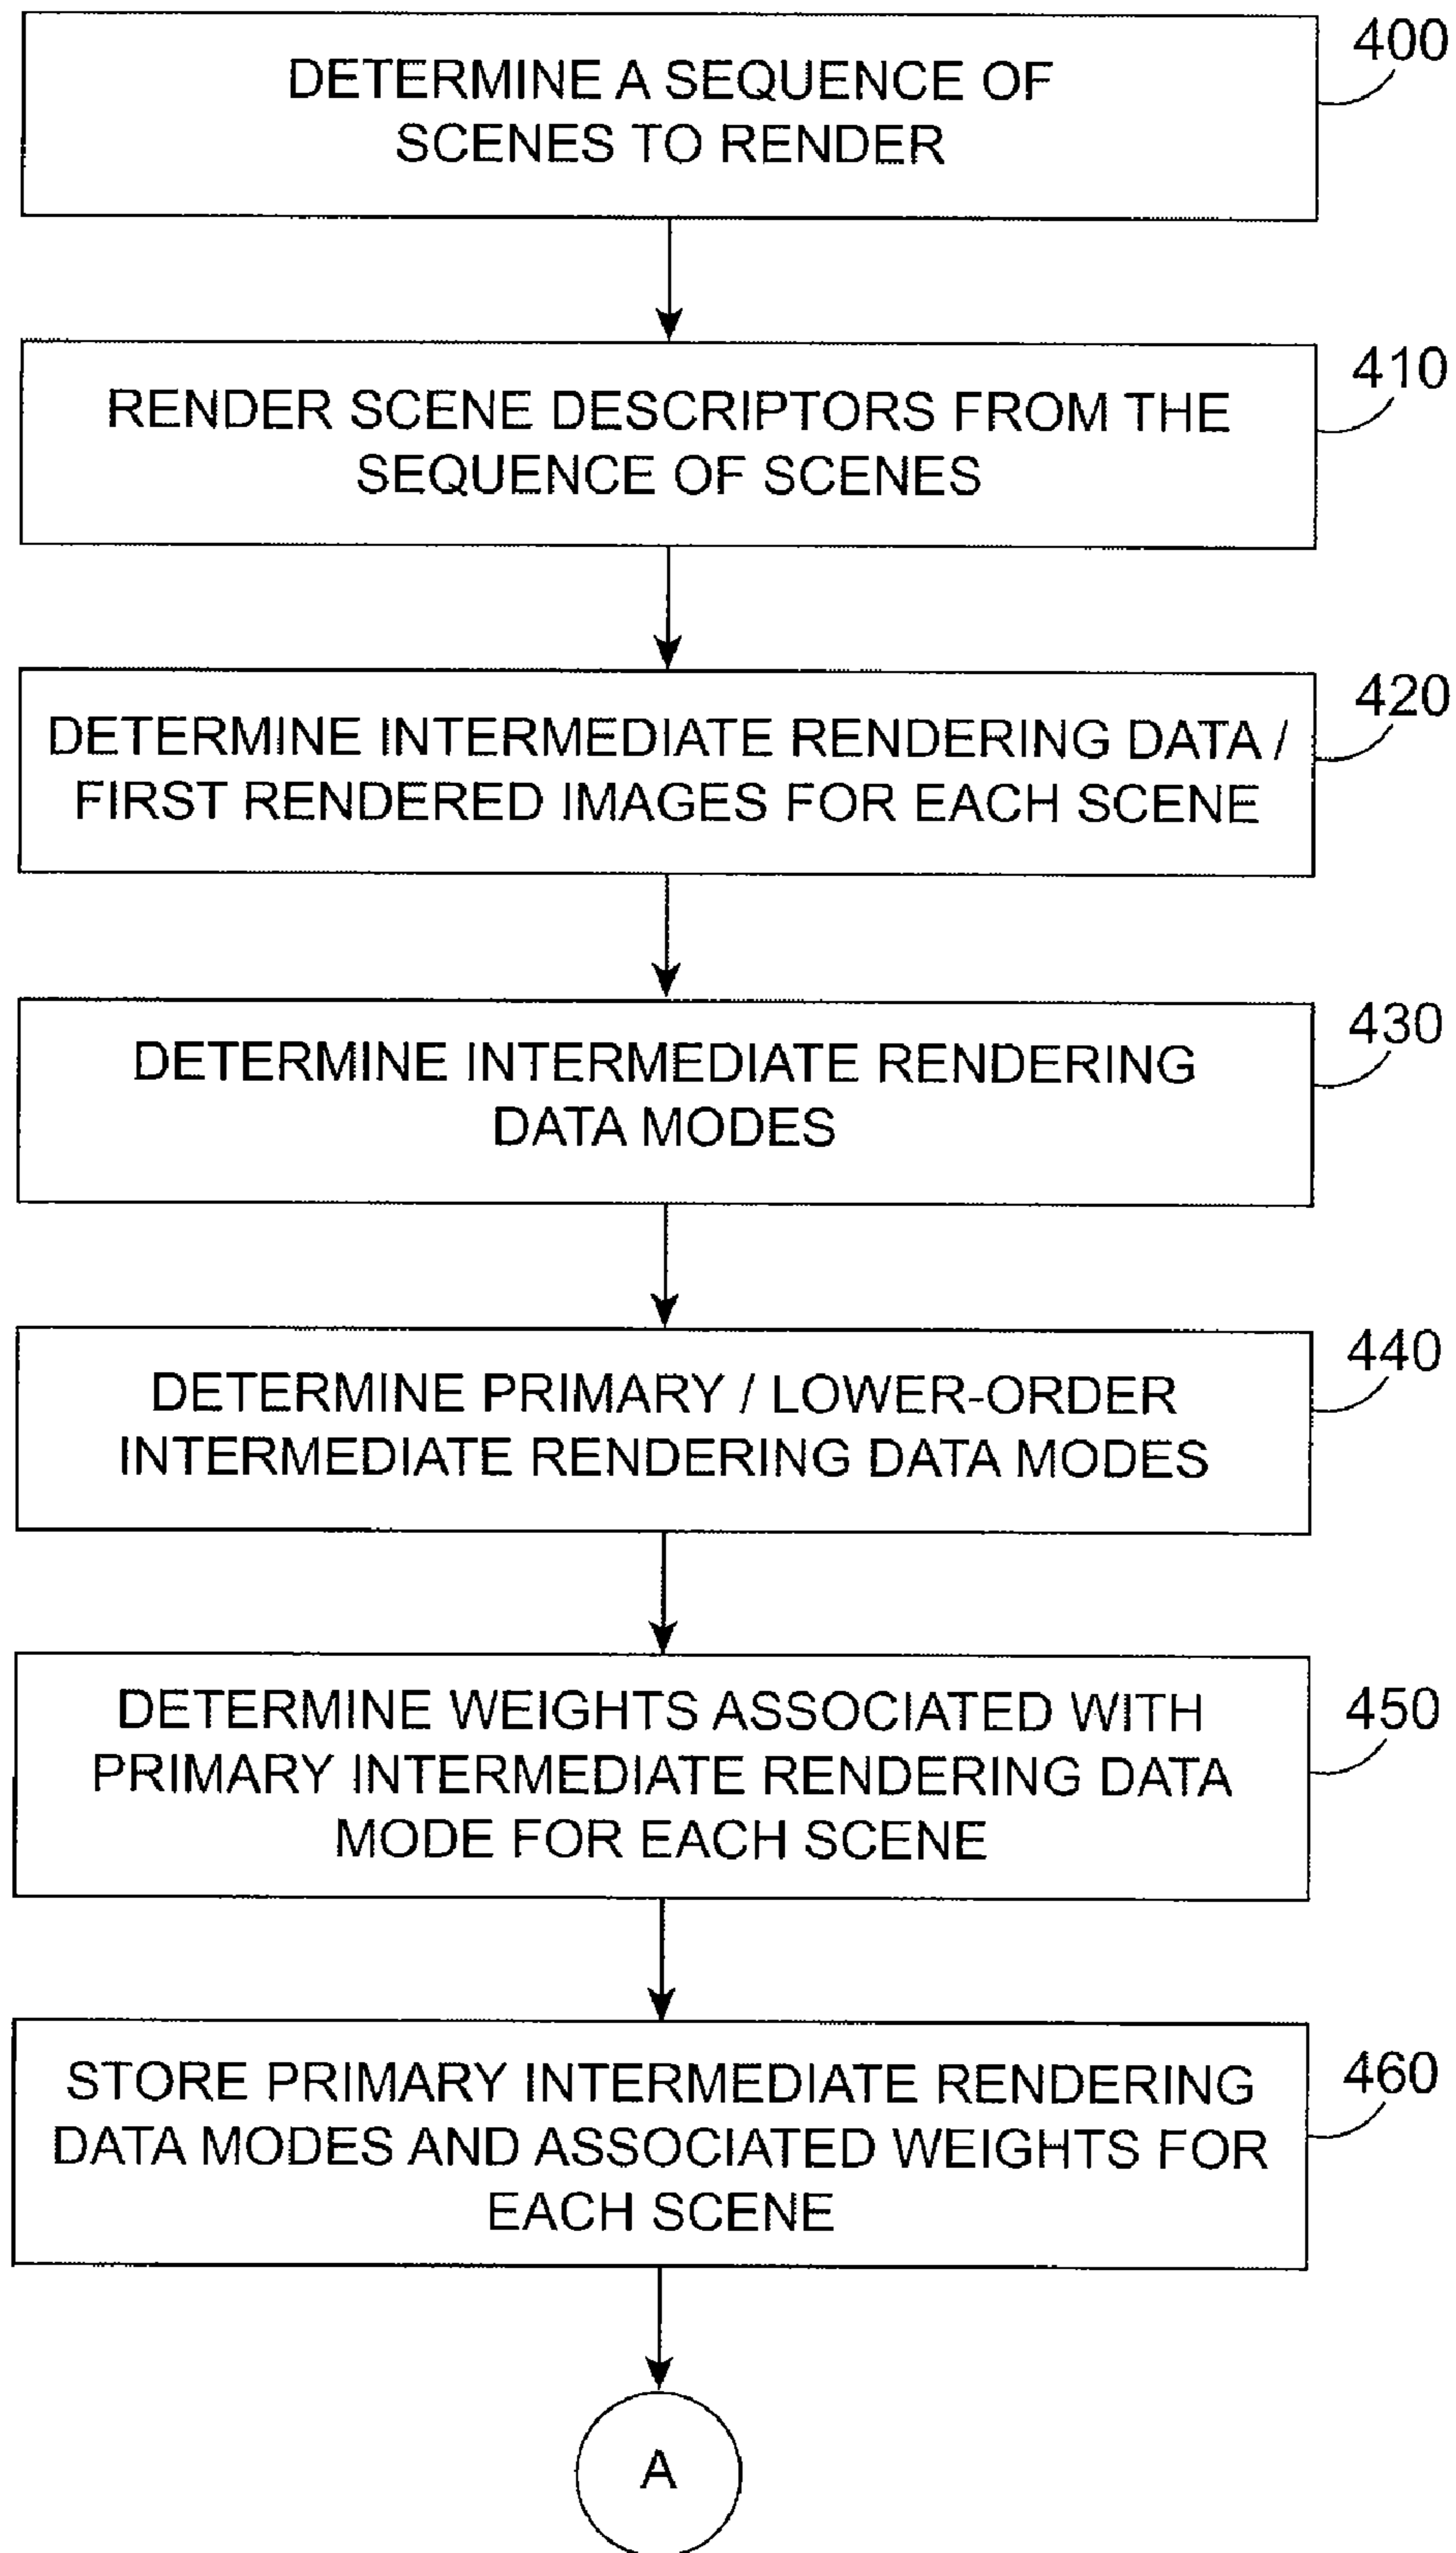 DETERMINE A SEQUENCE OF
SCENES TO RENDER
400
RENDER SCENE DESCRIPTORS FROM THE
SEQUENCE OF SCENES
410
DETERMINE INTERMEDIATE RENDERING DATA /
FIRST RENDERED IMAGES FOR EACH SCENE
420
DETERMINE INTERMEDIATE RENDERING
DATA MODES
430
DETERMINE PRIMARY / LOWER-ORDER
INTERMEDIATE RENDERING DATA MODES
440
DETERMINE WEIGHTS ASSOCIATED WITH
PRIMARY INTERMEDIATE RENDERING DATA
MODE FOR EACH SCENE
450
STORE PRIMARY INTERMEDIATE RENDERING
DATA MODES AND ASSOCIATED WEIGHTS FOR
EACH SCENE
460
A